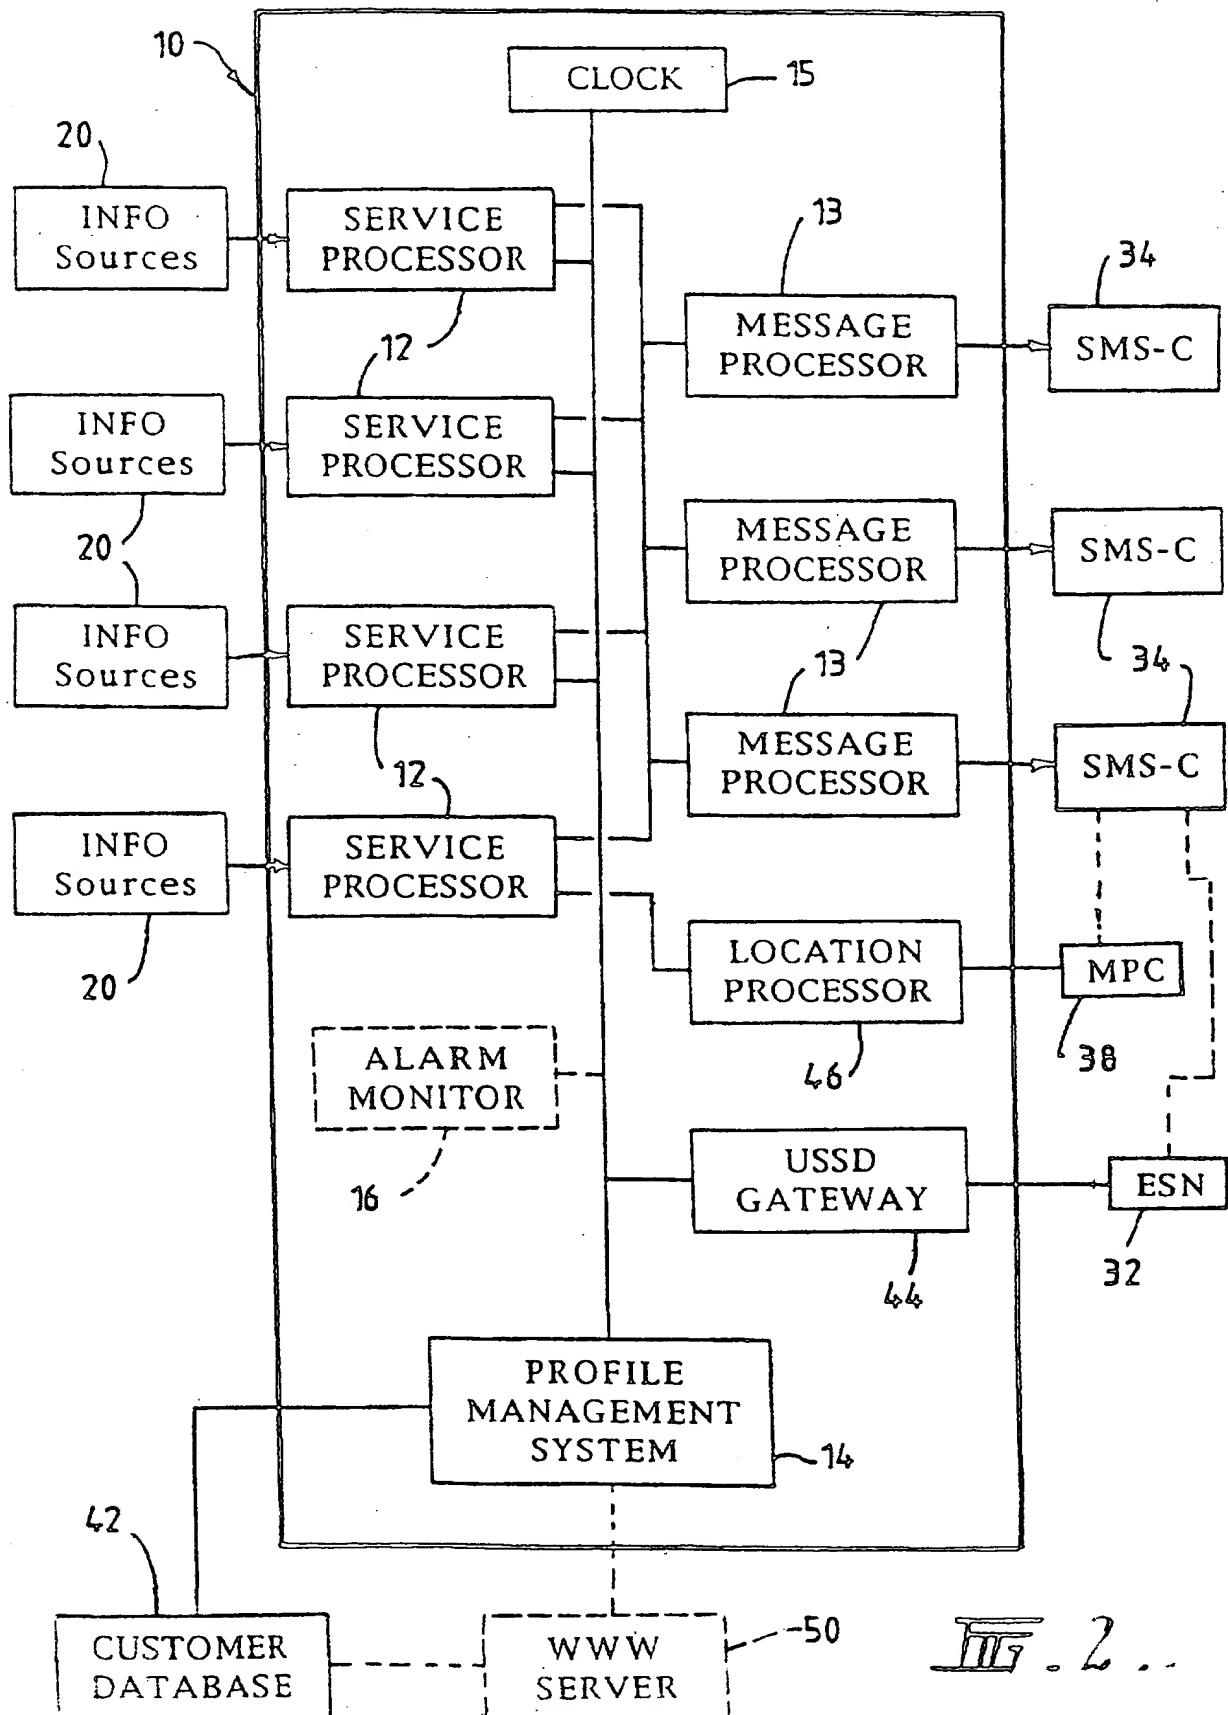 10
CLOCK
15
20
INFO
Sources
SERVICE
PROCESSOR
13
34
MESSAGE
PROCESSOR
SMS-C
12
INFO
Sources
SERVICE
PROCESSOR
20
MESSAGE
PROCESSOR
SMS-C
INFO
Sources
SERVICE
PROCESSOR
13
34
MESSAGE
PROCESSOR
SMS-C
12
INFO
Sources
SERVICE
PROCESSOR
20
LOCATION
PROCESSOR
MPC
46
38
ALARM
MONITOR
16
USSD
GATEWAY
ESN
44
32
PROFILE
MANAGEMENT
SYSTEM
14
42
CUSTOMER
DATABASE
WWW
SERVER
50
FIG. 2.